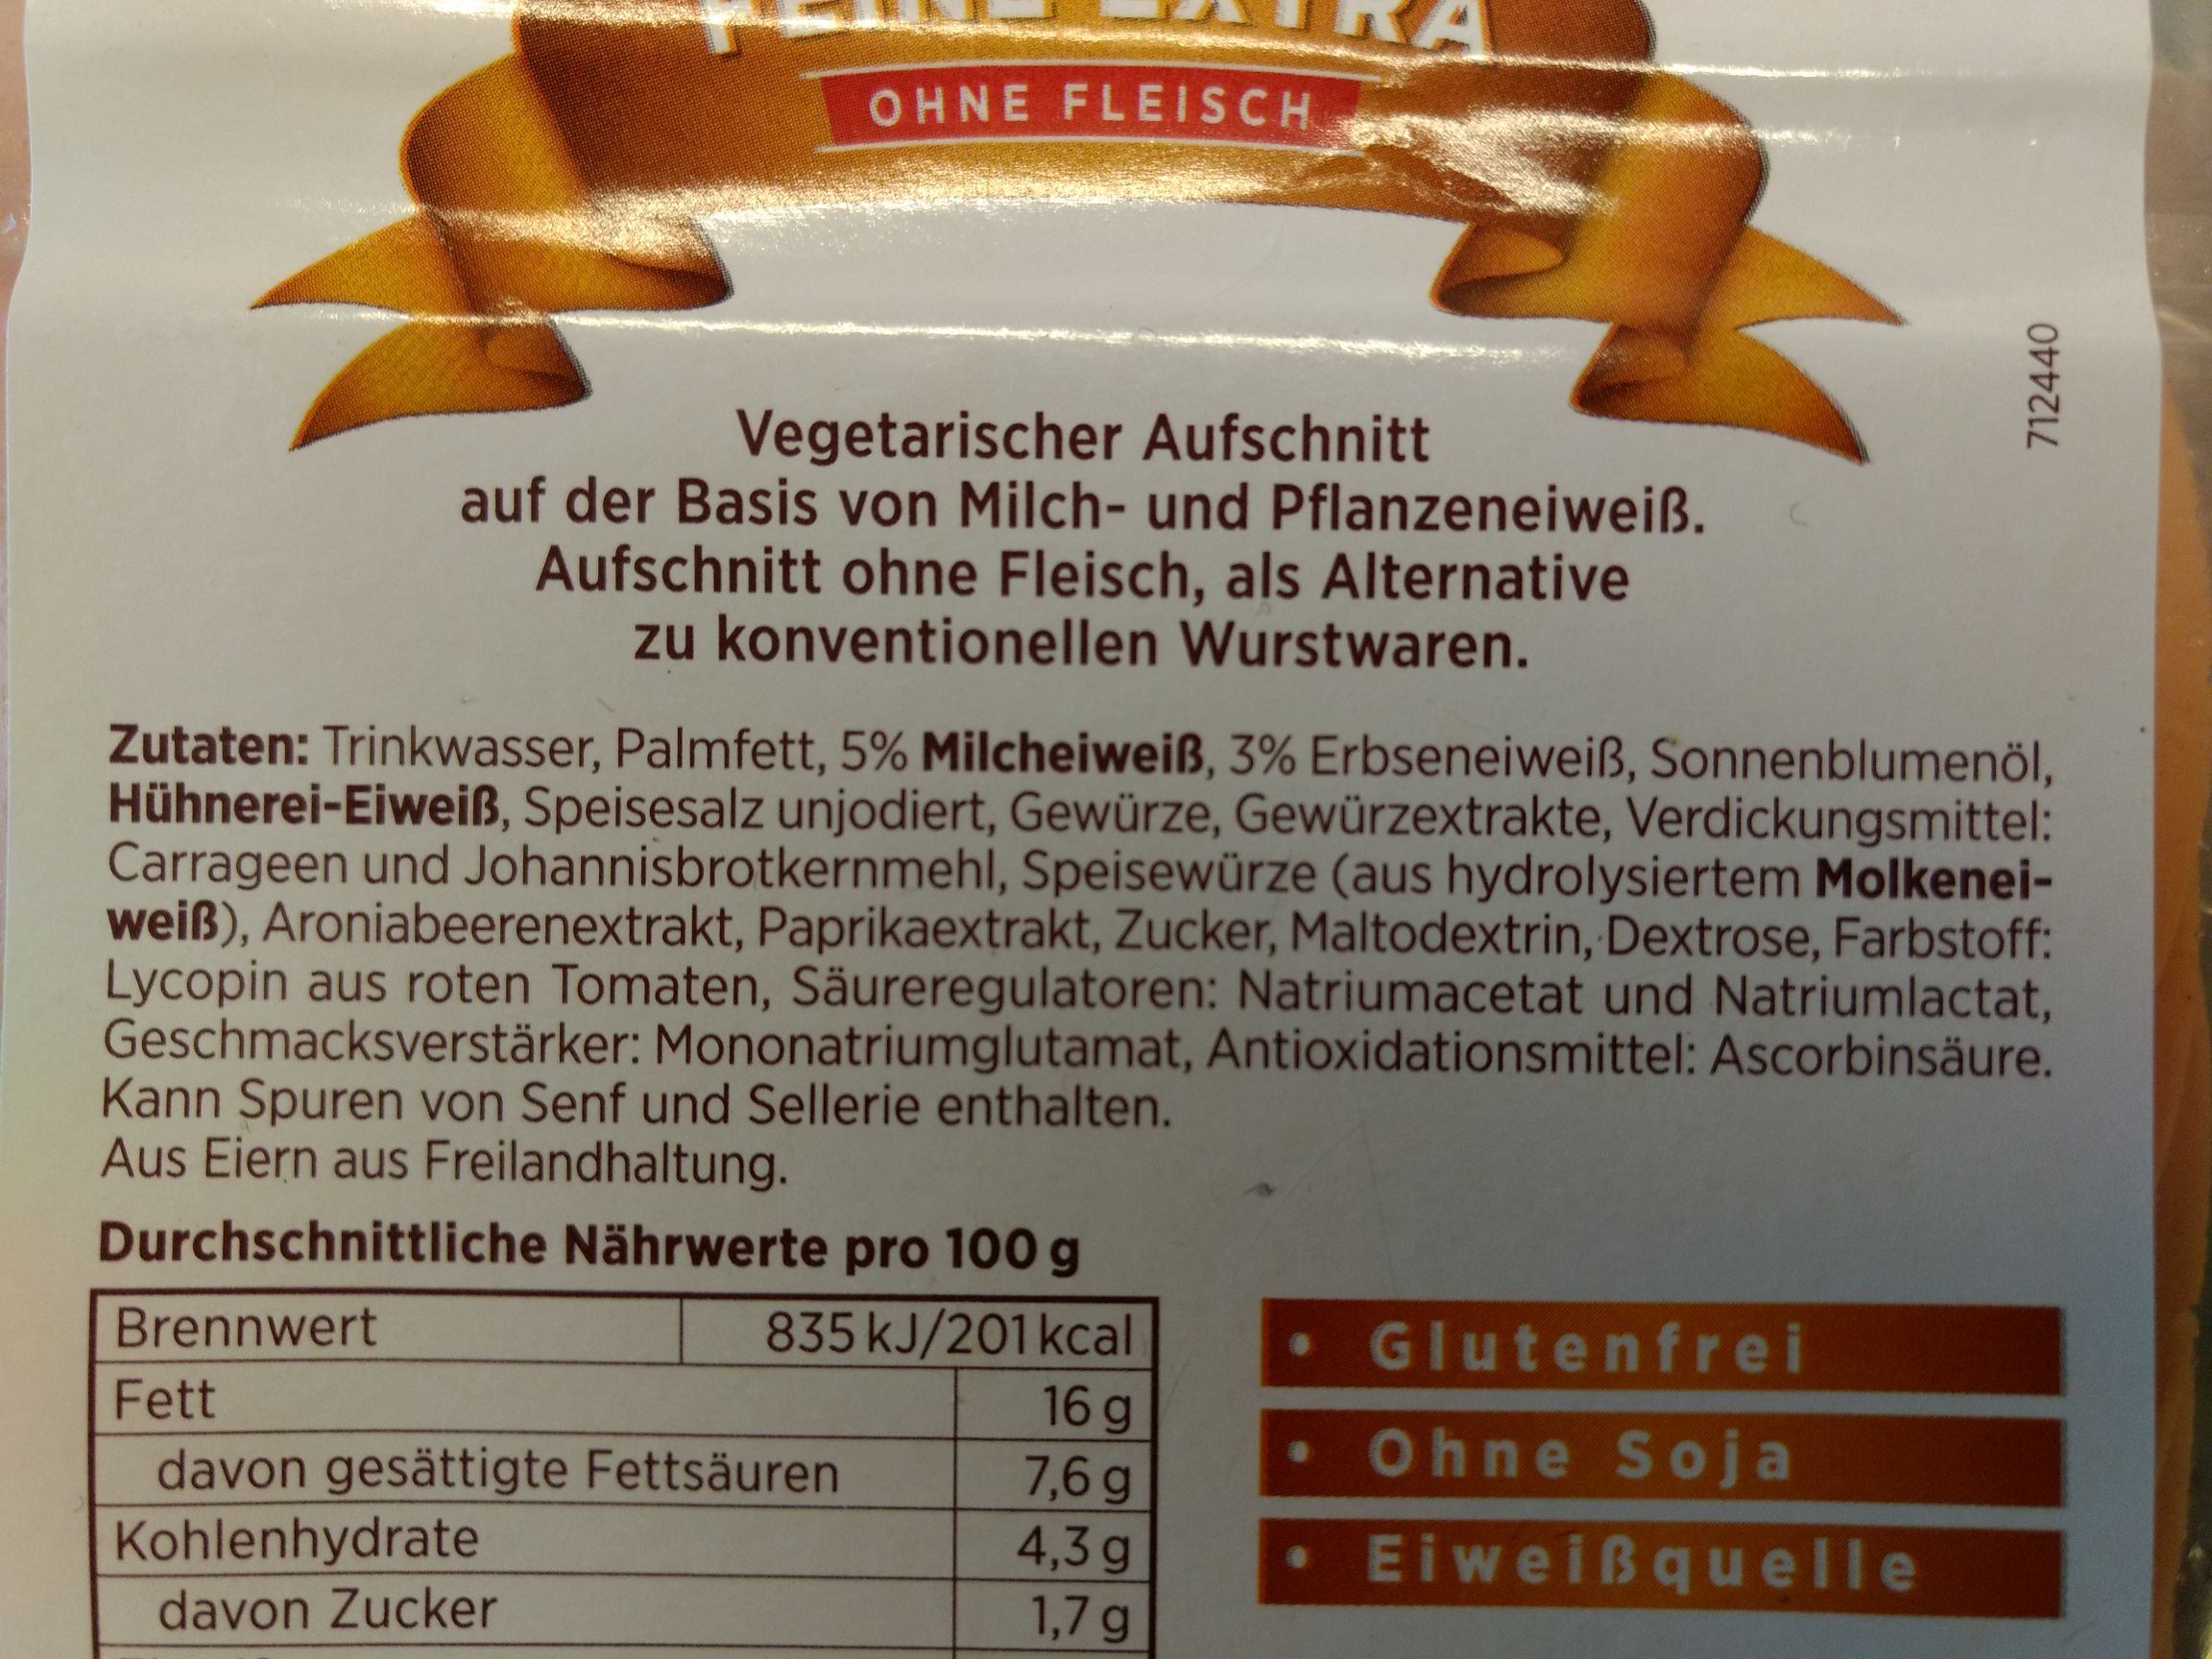 FEINE EXTRA
OHNE FLEISCH
712440
Vegetarischer Aufschnitt
auf der Basis von Milch- und Pflanzeneiweiß.
Aufschnitt ohne Fleisch, als Alternative
zu konventionellen Wurstwaren.
Zutaten: Trinkwasser, Palmfett, 5% Milcheiweiß, 3% Erbseneiweiß, Sonnenblumenöl,
Hühnerei-Eiweiß, Speisesalz unjodiert, Gewürze, Gewürzextrakte, Verdickungsmittel:
Carrageen und Johannisbrotkernmehl, Speisewürze (aus hydrolysiertem Molkenei-
weiß), Aroniabeerenextrakt, Paprikaextrakt, Zucker, Maltodextrin, Dextrose, Farbstoff:
Lycopin aus roten Tomaten, Säureregulatoren: Natriumacetat und Natriumlactat,
Geschmacksverstärker: Mononatriumglutamat, Antioxidationsmittel: Ascorbinsäure.
Kann Spuren von Senf und Sellerie enthalten.
Aus Eiern aus Freilandhaltung.
Durchschnittliche Nährwerte pro 100 g
Brennwert 835 kJ/201 kcal
Fett 16 g
davon gesättigte Fettsäuren 7,6 g
Kohlenhydrate 4,3 g
davon Zucker 1,7 g
• Glutenfrei
• Ohne Soja
• Eiweißquelle